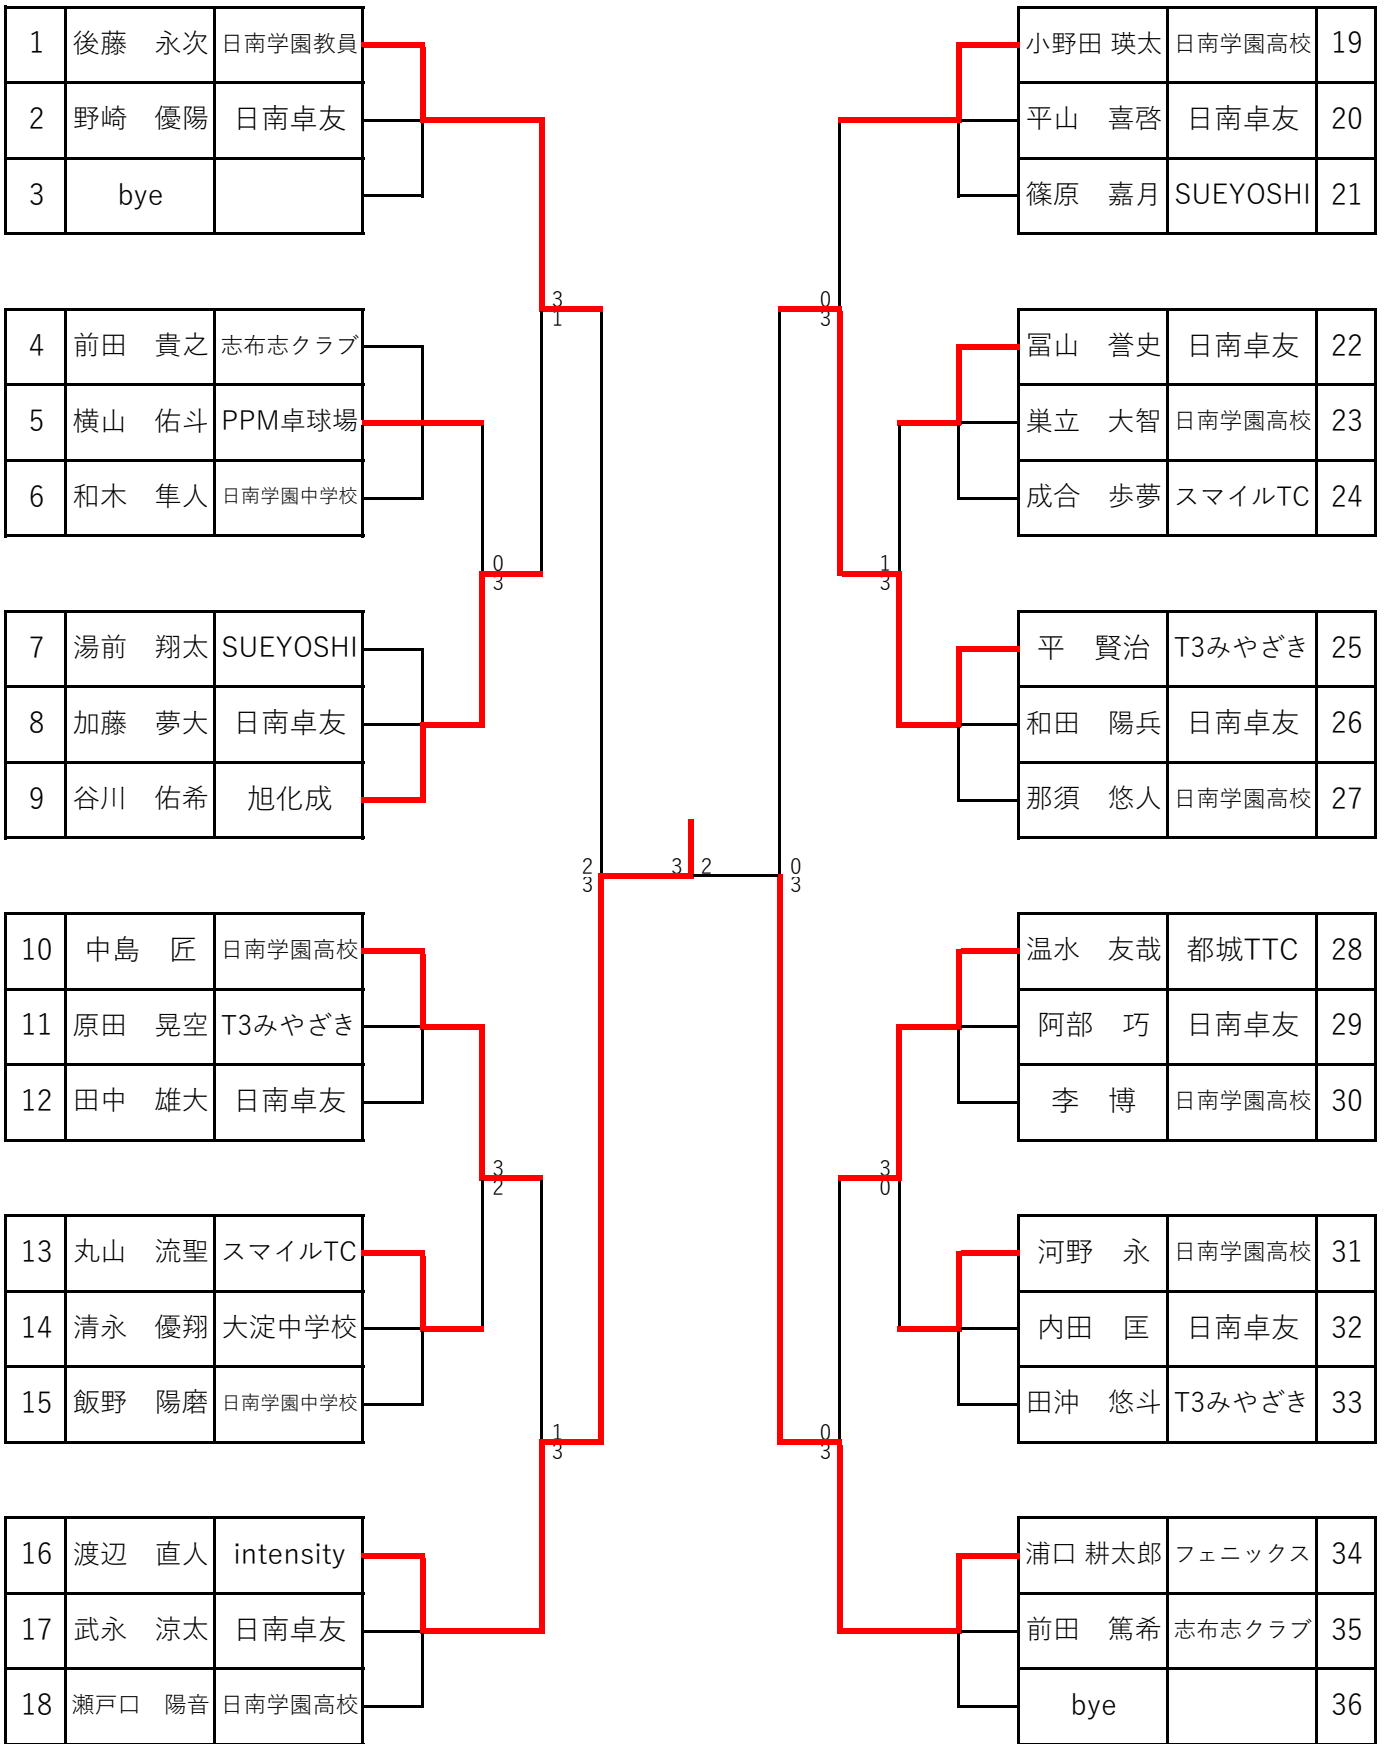 1 後藤　永次 日南学園教員
2 野崎　優陽 日南卓友
3 bye
4 前田　貴之 志布志クラブ
5 横山　佑斗 PPM卓球場
6 和木　隼人 日南学園中学校
7 湯前　翔太 SUEYOSHI
8 加藤　夢大 日南卓友
9 谷川　佑希 旭化成
10 中島　匠 日南学園高校
11 原田　晃空 T3みやざき
12 田中　雄大 日南卓友
13 丸山　流聖 スマイルTC
14 清永　優翔 大淀中学校
15 飯野　陽磨 日南学園中学校
16 渡辺　直人 intensity
17 武永　涼太 日南卓友
18 瀬戸口　陽音 日南学園高校
3
1
0
3
2
3
3
2
1
3
3 2
0
3
1
3
0
3
3
0
0
3
小野田 瑛太 日南学園高校 19
平山　喜啓 日南卓友 20
篠原　嘉月 SUEYOSHI 21
冨山　誉史 日南卓友 22
巣立　大智 日南学園高校 23
成合　歩夢 スマイルTC 24
平　賢治 T3みやざき 25
和田　陽兵 日南卓友 26
那須　悠人 日南学園高校 27
温水　友哉 都城TTC 28
阿部　巧 日南卓友 29
李　博 日南学園高校 30
河野　永 日南学園高校 31
内田　匡 日南卓友 32
田沖　悠斗 T3みやざき 33
浦口 耕太郎 フェニックス 34
前田　篤希 志布志クラブ 35
bye 36